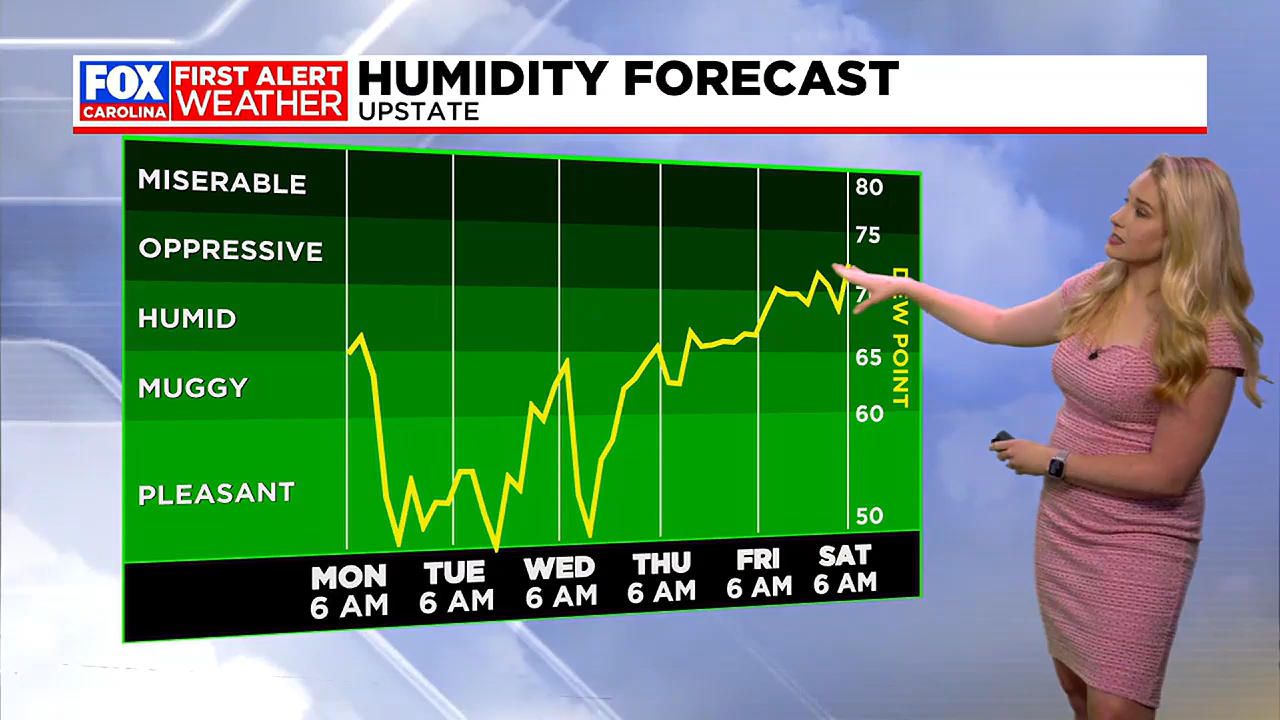 FOX
CAROLINA
FIRST ALERT
WEATHER
HUMIDITY FORECAST
UPSTATE
MISERABLE
OPPRESSIVE
HUMID
MUGGY
PLEASANT
80
75
65
60
50
POINT
MON
6 AM
TUE
6 AM
WED
6 AM
THU
6 AM
FRI
6 AM
SAT
6 AM